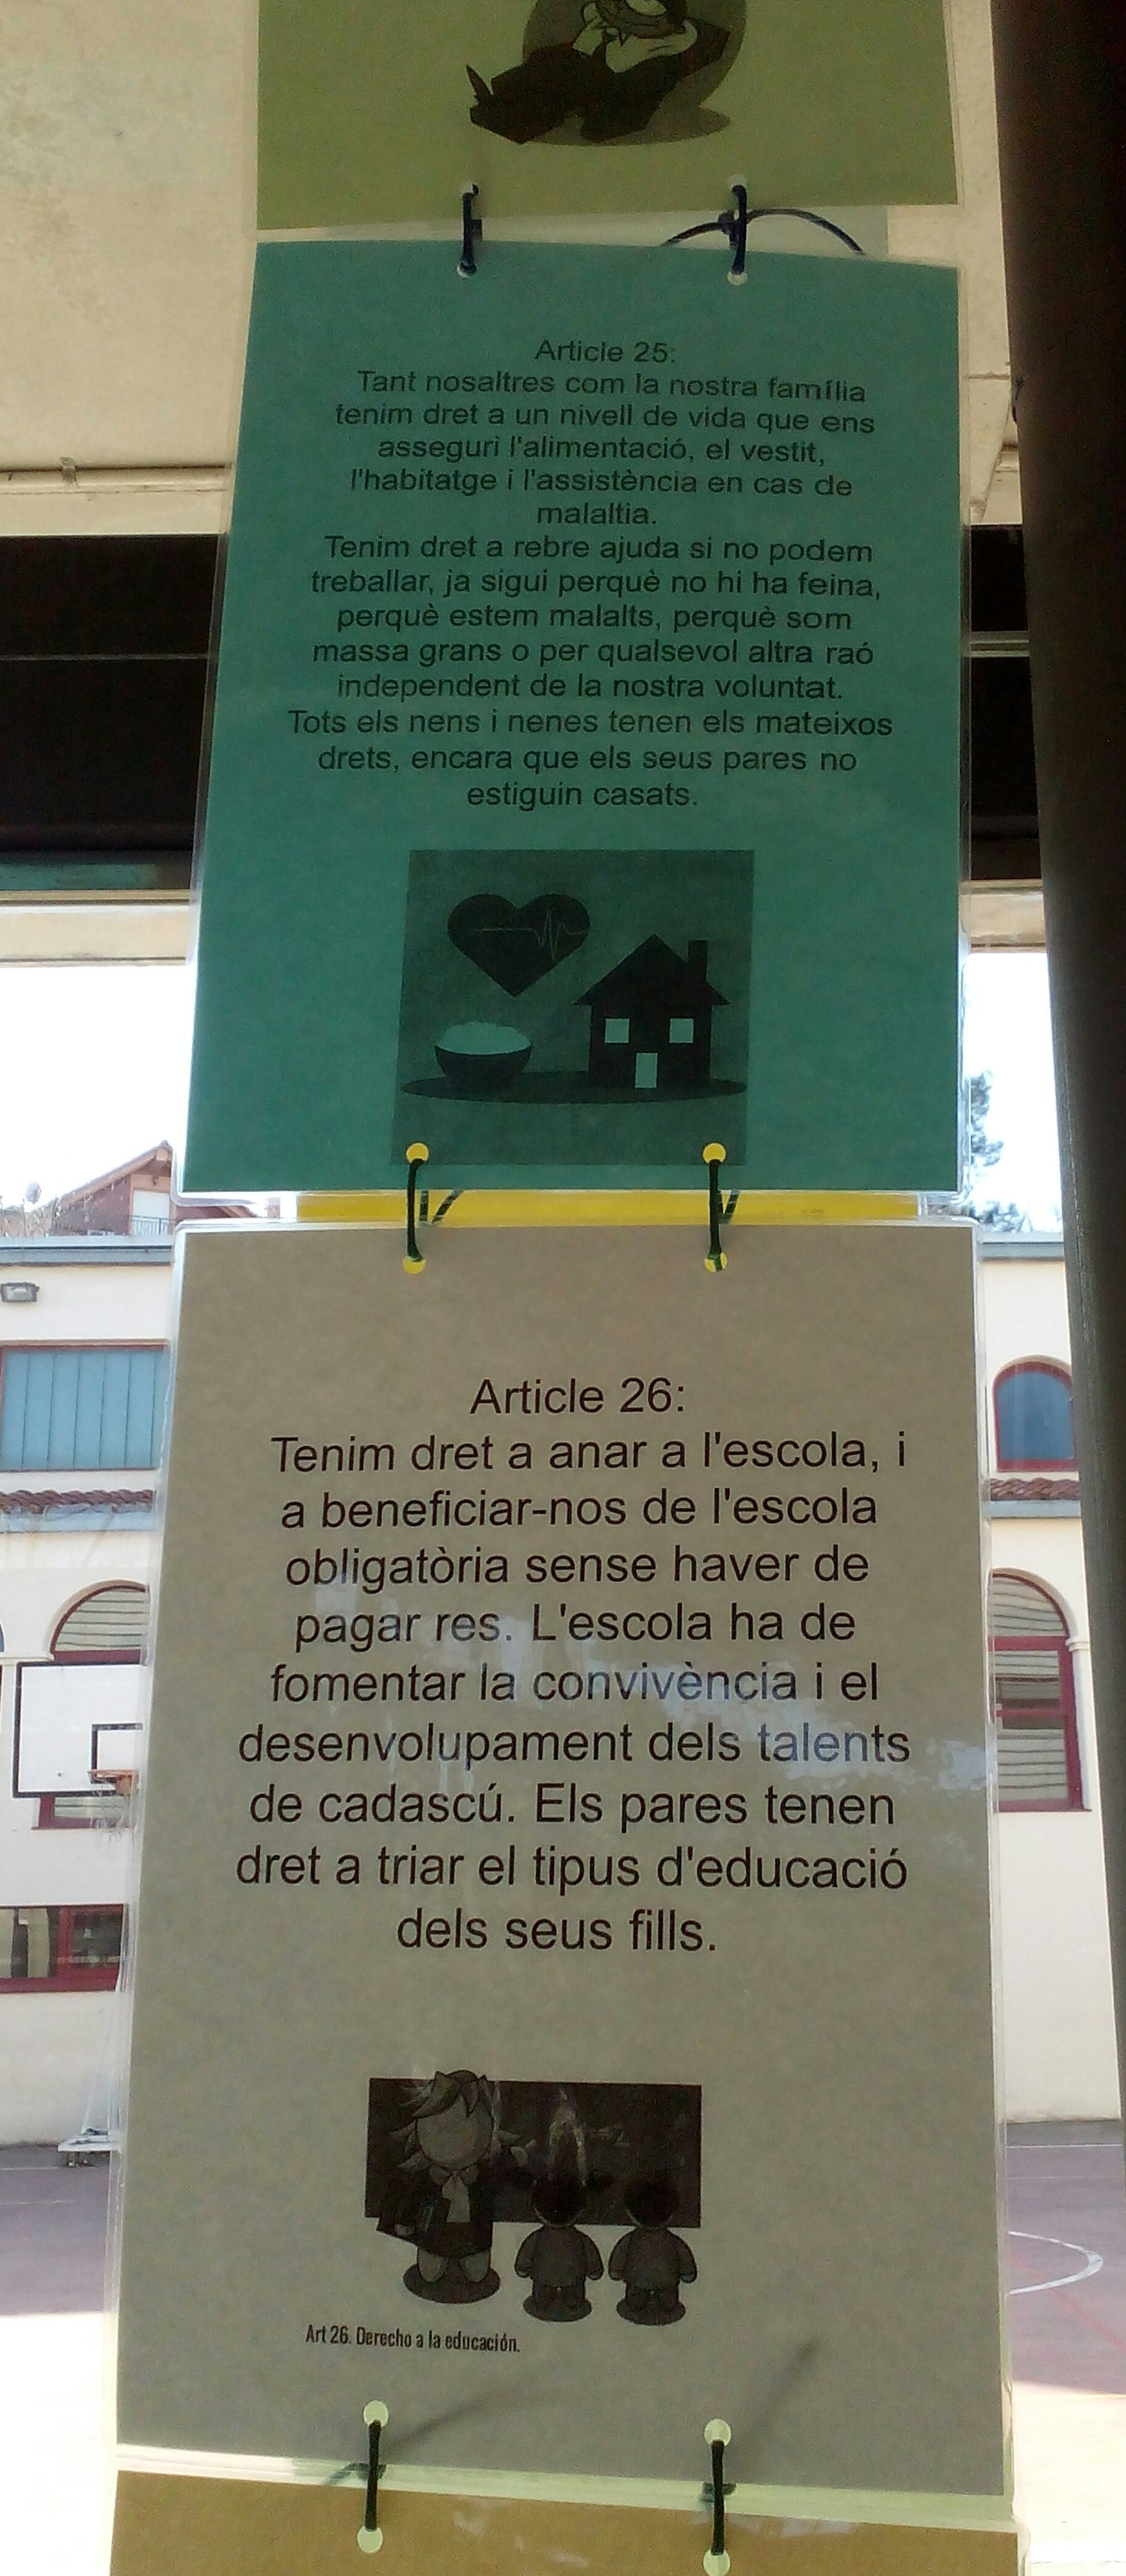 Article 25:
Tant nosaltres com la nostra família
tenim dret a un nivell de vida que ens
asseguri l'alimentació, el vestit,
l'habitatge i l'assistència en cas de
malaltia.
Tenim dret a rebre ajuda si no podem
treballar, ja sigui perquè no hi ha feina,
perquè estem malalts, perquè som
massa grans o per qualsevol altra raó
independent de la nostra voluntat.
Tots els nens i nenes tenen els mateixos
drets, encara que els seus pares no
estiguin casats.
Article 26:
Tenim dret a anar a l'escola, i
a beneficiar-nos de l'escola
obligatòria sense haver de
pagar res. L'escola ha de
fomentar la convivència i el
desenvolupament dels talents
de cadascú. Els pares tenen
dret a triar el tipus d'educació
dels seus fills.
Art 26. Derecho a la educación.